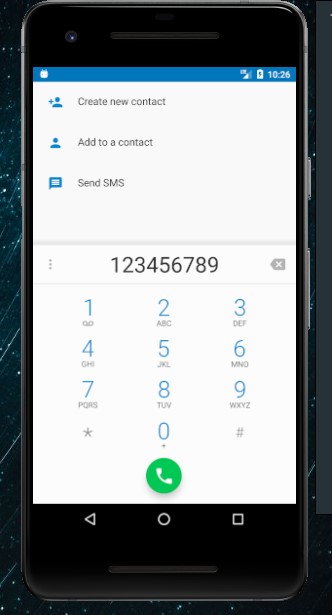 10:26
Create new contact
Add to a contact
Send SMS
123456789
1 2 3
ABC DEF
4 5 6
GHI JKL MNO
7 8 9
PQRS TUV WXYZ
* 0 #
+